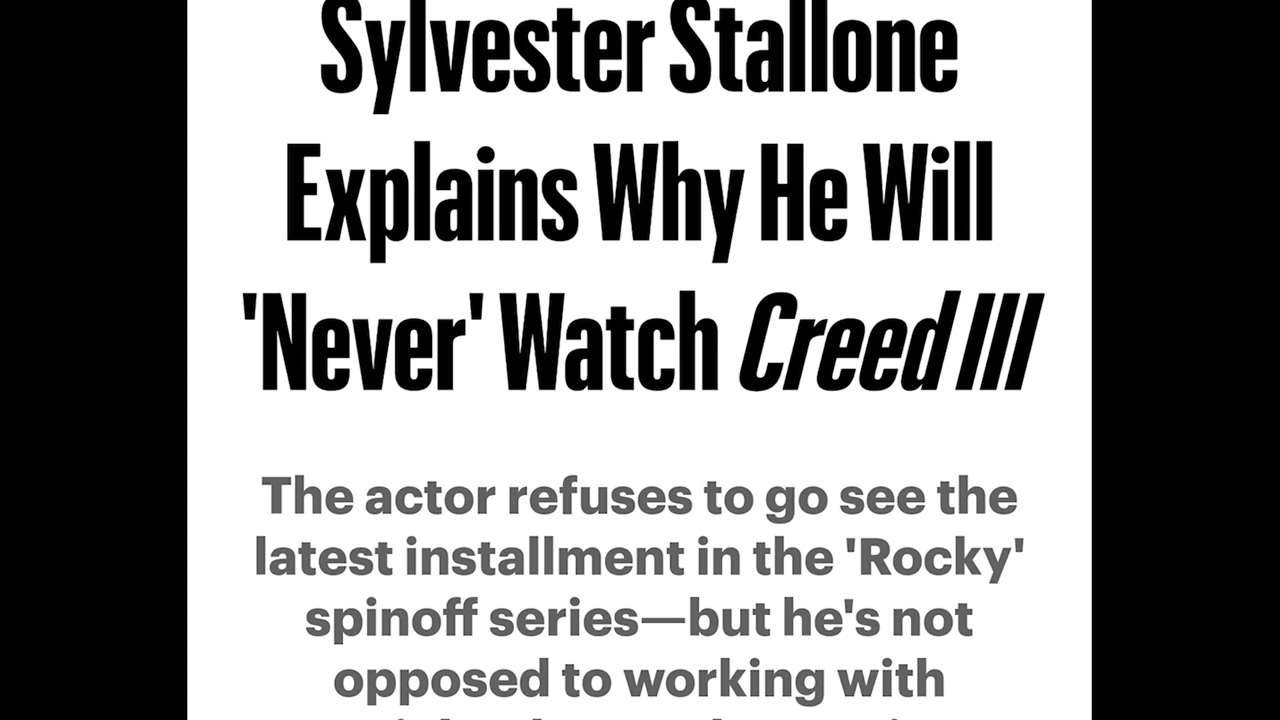 Sylvester Stallone
Explains Why He Will
'Never' Watch Creed III
The actor refuses to go see the
latest installment in the 'Rocky'
spinoff series—but he's not
opposed to working with